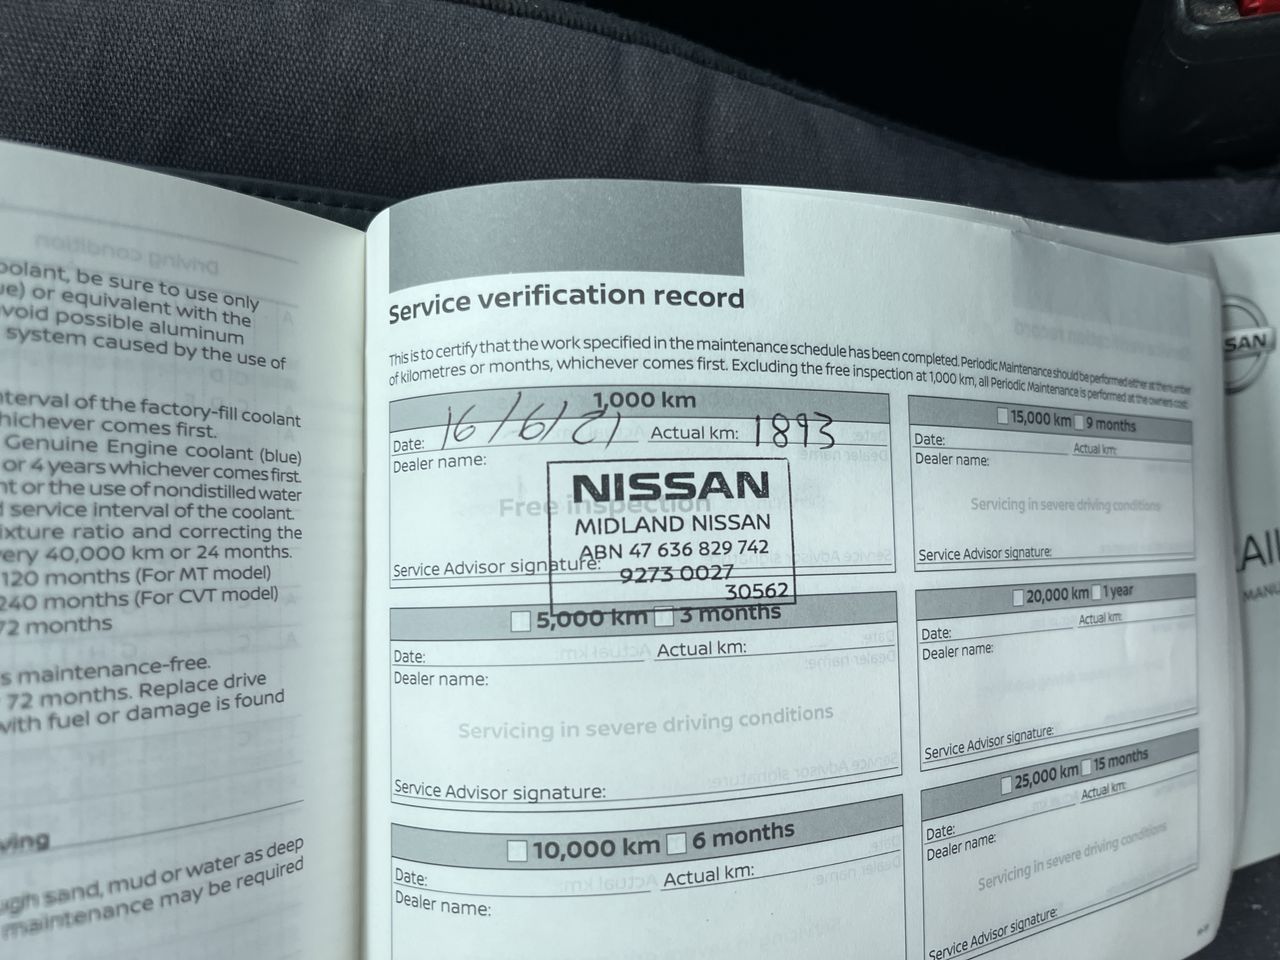 oolant, be sure to use only
ue) or equivalent with the
void possible aluminum
system caused by the use of
nterval of the factory-fill coolant
hichever comes first.
Genuine Engine coolant (blue)
or 4 years whichever comes first.
nt or the use of nondistilled water
d service interval of the coolant.
ixture ratio and correcting the
very 40,000 km or 24 months.
120 months (For MT model)
240 months (For CVT model)
72 months
s maintenance-free.
72 months. Replace drive
with fuel or damage is found
ving
ugh sand, mud or water as deep
maintenance may be required
Service verification record
This is to certify that the work specified in the maintenance schedule has been completed. Periodic Maintenance should be performed either at the number
of kilometres or months, whichever comes first. Excluding the free inspection at 1,000 km, all Periodic Maintenance is performed at the owners cost.
1,000 km
Date: 16/6/21 Actual km: 1893
Dealer name:
Free inspection
NISSAN
MIDLAND NISSAN
ABN 47 636 829 742
9273 0027
30562
Service Advisor signature:
5,000 km 3 months
Date: Actual km:
Dealer name:
Servicing in severe driving conditions
Service Advisor signature:
10,000 km 6 months
Date: Actual km:
Dealer name:
15,000 km 9 months
Date: Actual km:
Dealer name:
Servicing in severe driving conditions
Service Advisor signature:
20,000 km 1 year
Date: Actual km:
Dealer name:
Service Advisor signature:
25,000 km 15 months
Date: Actual km:
Dealer name:
Servicing in severe driving conditions
Service Advisor signature:
SAN